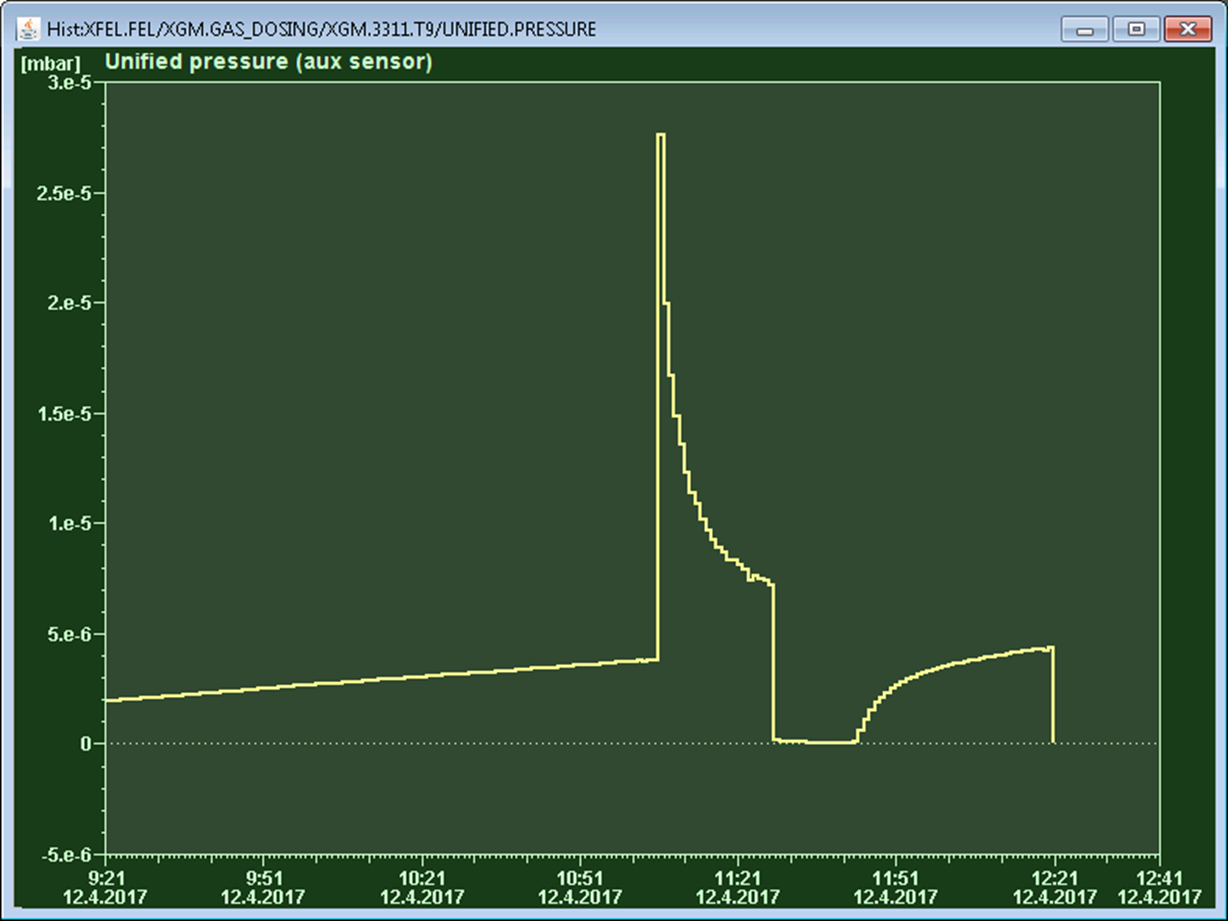 Hist:XFEL.FEL/XGM.GAS_DOSING/XGM.3311.T9/UNIFIED.PRESSURE
[mbar] Unified pressure (aux sensor)
3.e-5
2.5e-5
2.e-5
1.5e-5
1.e-5
5.e-6
0
-5.e-6
9:21 9:51 10:21 10:51 11:21 11:51 12:21 12:41
12.4.2017 12.4.2017 12.4.2017 12.4.2017 12.4.2017 12.4.2017 12.4.2017 12.4.2017